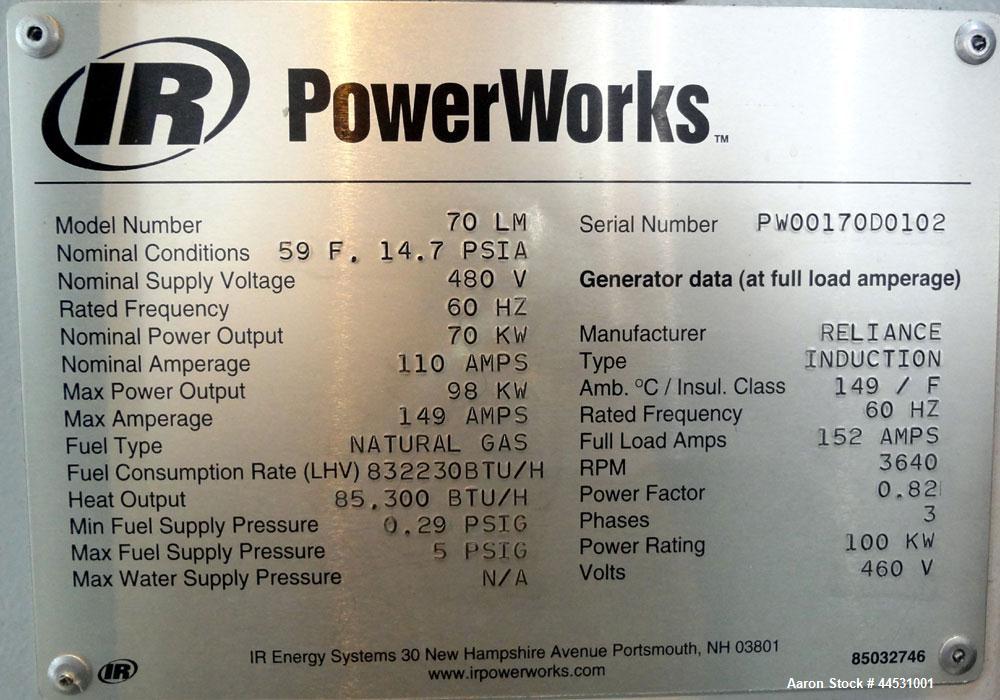 IR PowerWorks™
Model Number 70 LM
Nominal Conditions 59 F. 14.7 PSIA
Nominal Supply Voltage 480 V
Rated Frequency 60 HZ
Nominal Power Output 70 KW
Nominal Amperage 110 AMPS
Max Power Output 98 KW
Max Amperage 149 AMPS
Fuel Type NATURAL GAS
Fuel Consumption Rate (LHV) 832230BTU/H
Heat Output 85,300 BTU/H
Min Fuel Supply Pressure 0.29 PSIG
Max Fuel Supply Pressure 5 PSIG
Max Water Supply Pressure N/A
Serial Number PW00170D0102
Generator data (at full load amperage)
Manufacturer RELIANCE
Type INDUCTION
Amb. °C / Insul. Class 149 / F
Rated Frequency 60 HZ
Full Load Amps 152 AMPS
RPM 3640
Power Factor 0.82
Phases 3
Power Rating 100 KW
Volts 460 V
IR
IR Energy Systems 30 New Hampshire Avenue Portsmouth, NH 03801
www.irpowerworks.com
85032746
Aaron Stock # 44531001